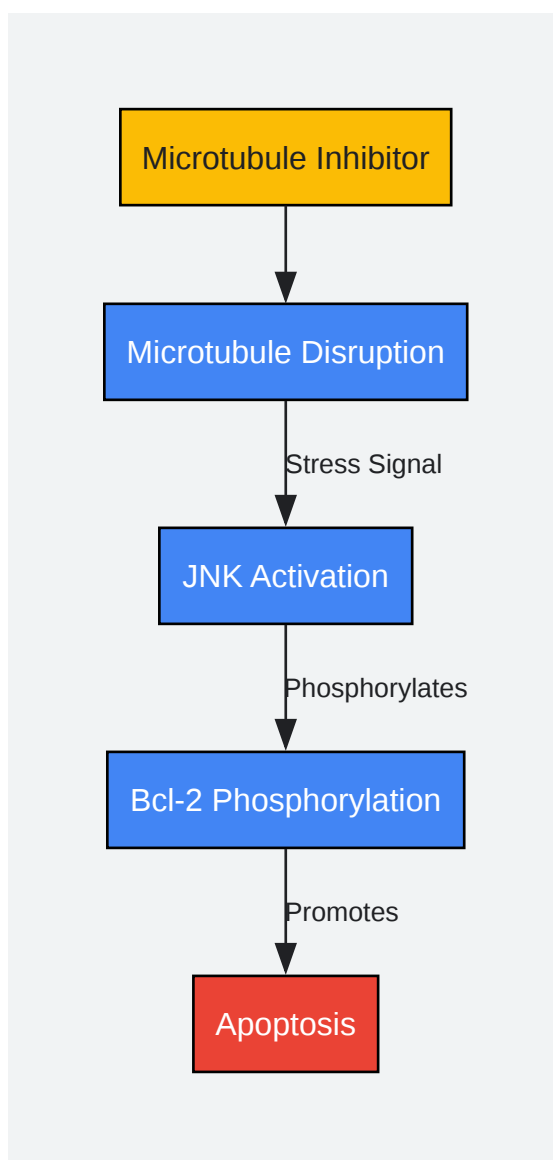 Microtubule Inhibitor
Microtubule Disruption
Stress Signal
JNK Activation
Phosphorylates
Bcl-2 Phosphorylation
Promotes
Apoptosis